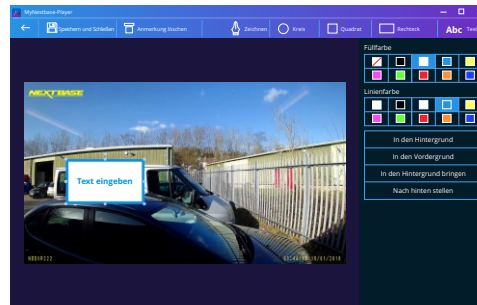 MyNextbase-Player
Speichern und Schließen
Anmerkung löschen
Zeichnen
Kreis
Quadrat
Rechteck
Abc Text
Füllfarbe
Linienfarbe
In den Hintergrund
In den Vordergrund
In den Hintergrund bringen
Nach hinten stellen
NEXTBASE
Text eingeben